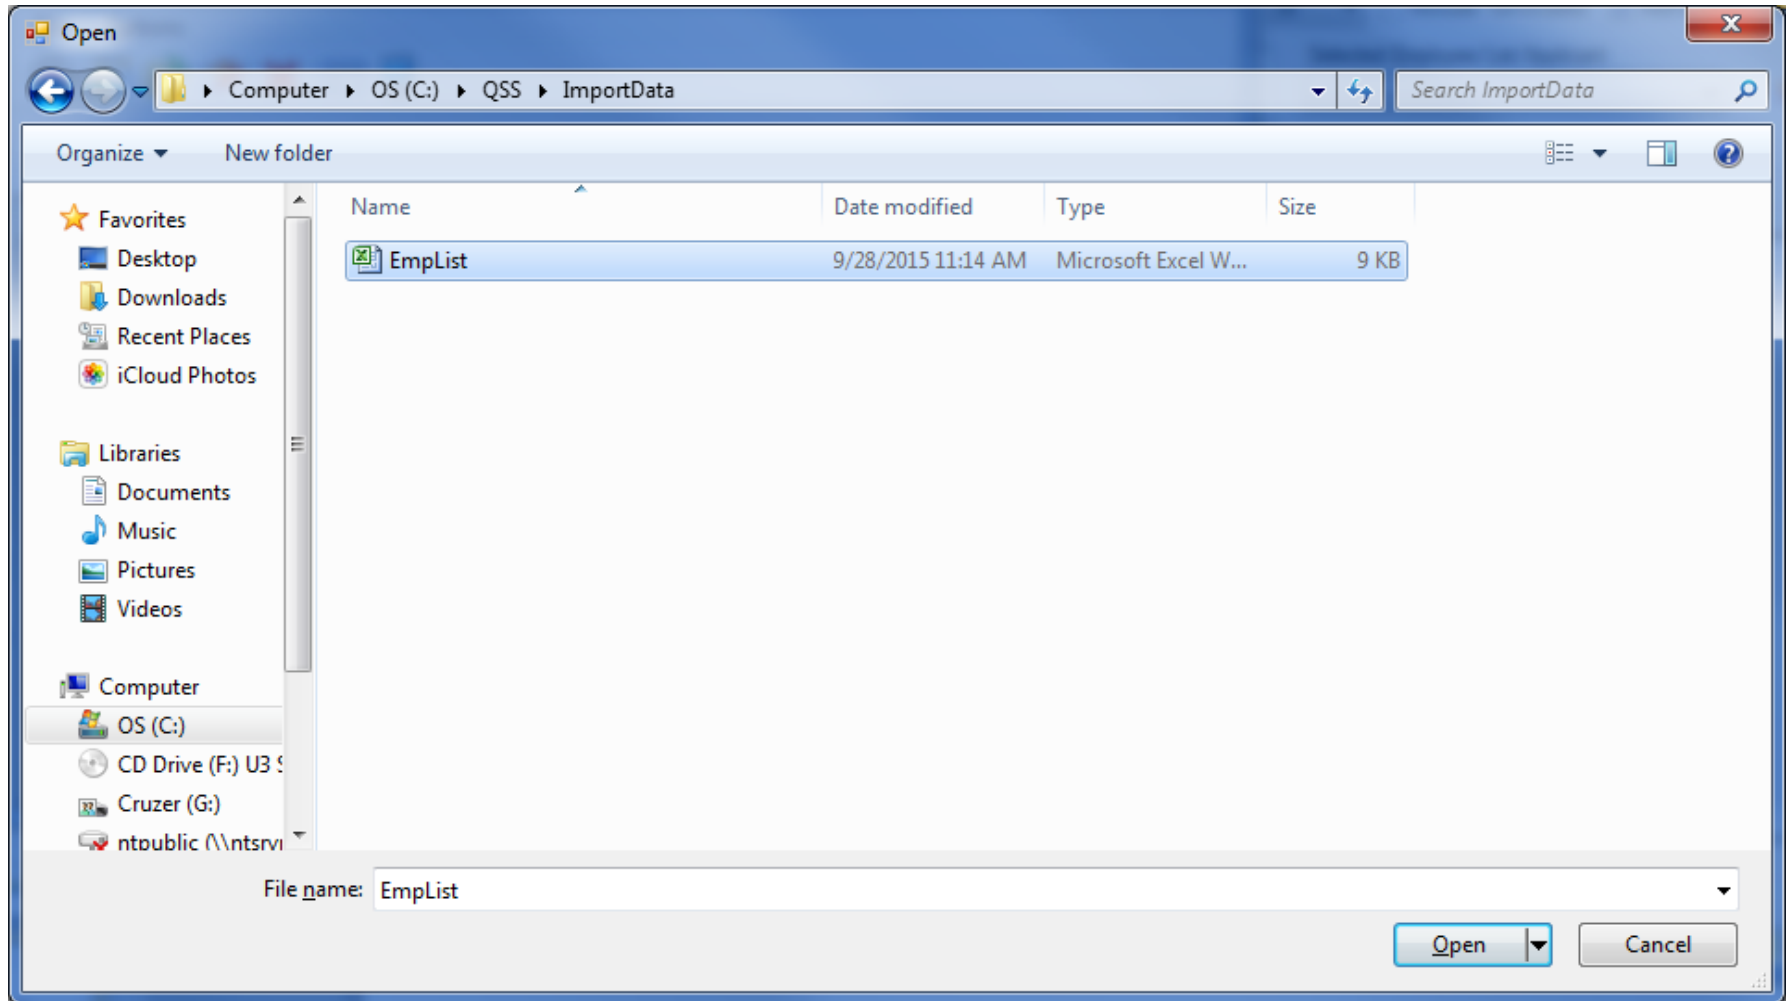 Open
Computer OS (C:) QSS ImportData
Search ImportData
Organize New folder
Name Date modified Type Size
EmpList 9/28/2015 11:14 AM Microsoft Excel W... 9 KB
Favorites
Desktop
Downloads
Recent Places
iCloud Photos
Libraries
Documents
Music
Pictures
Videos
Computer
OS (C:)
CD Drive (F:) U3
Cruzer (G:)
ntpublic
File name: EmpList
Open Cancel